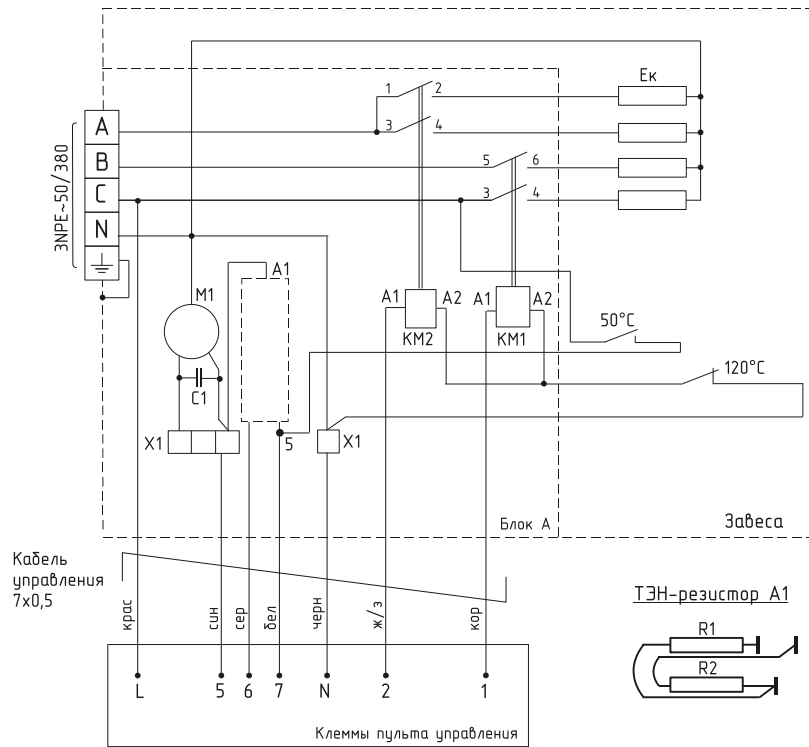 Ек
1 2
3 4
5 6
3 4
A
B
C
N
3NPE~50/380
M1
A1
C1
X1
5
X1
A1 A2
КМ2
A1 A2
КМ1
50°C
120°C
Блок А
Завеса
Кабель
управления
7х0,5
крас
син
сер
бел
черн
ж/з
кор
L 5 6 7 N 2 1
Клеммы пульта управления
ТЭН-резистор А1
R1
R2